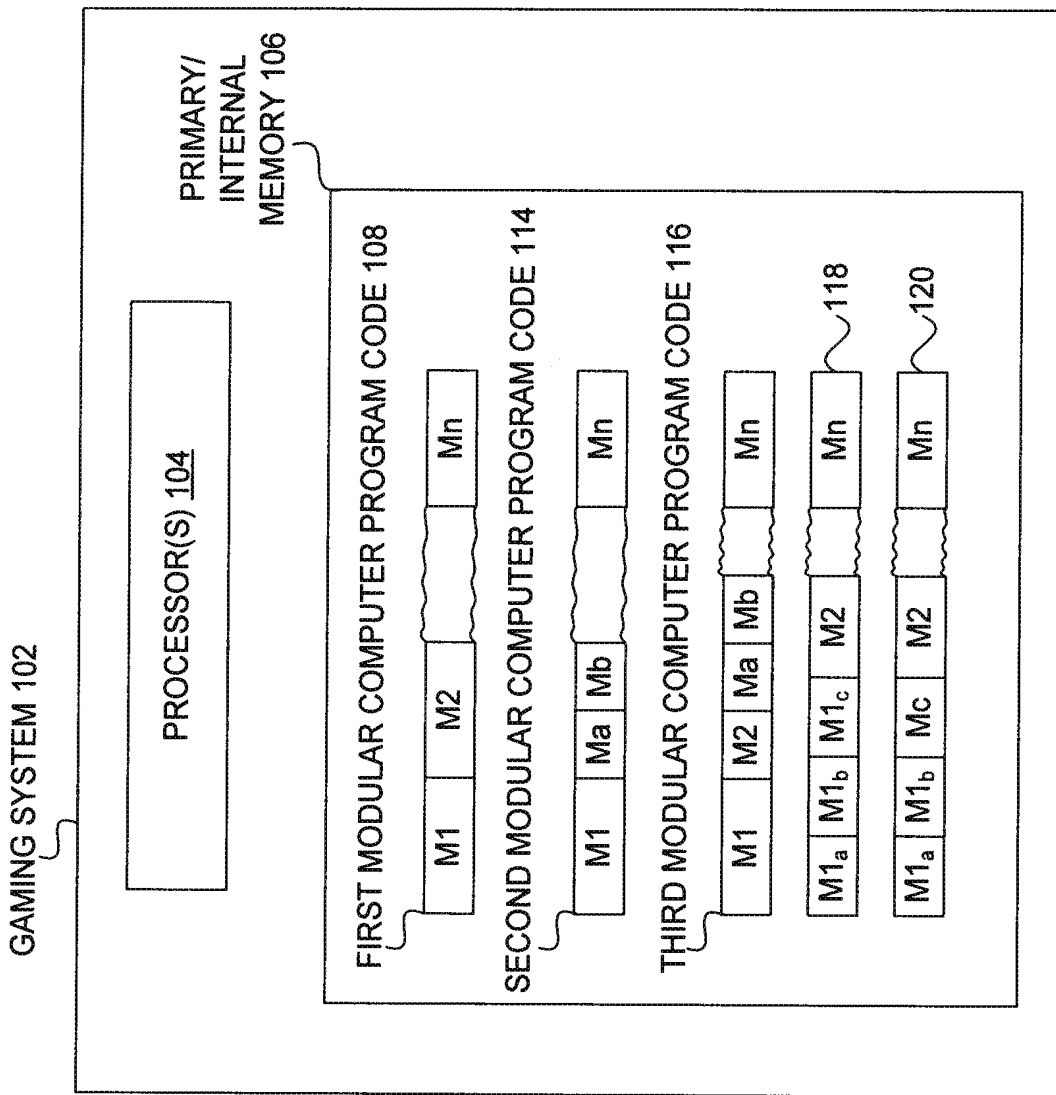 GAMING SYSTEM 102
PROCESSOR(S) 104
PRIMARY/
INTERNAL
MEMORY 106
FIRST MODULAR COMPUTER PROGRAM CODE 108
M1 M2 Mn
SECOND MODULAR COMPUTER PROGRAM CODE 114
M1 Ma Mb Mn
THIRD MODULAR COMPUTER PROGRAM CODE 116
M1 M2 Ma Mb Mn
M1a M1b M1c M2 Mn 118
M1a M1b Mc M2 Mn 120